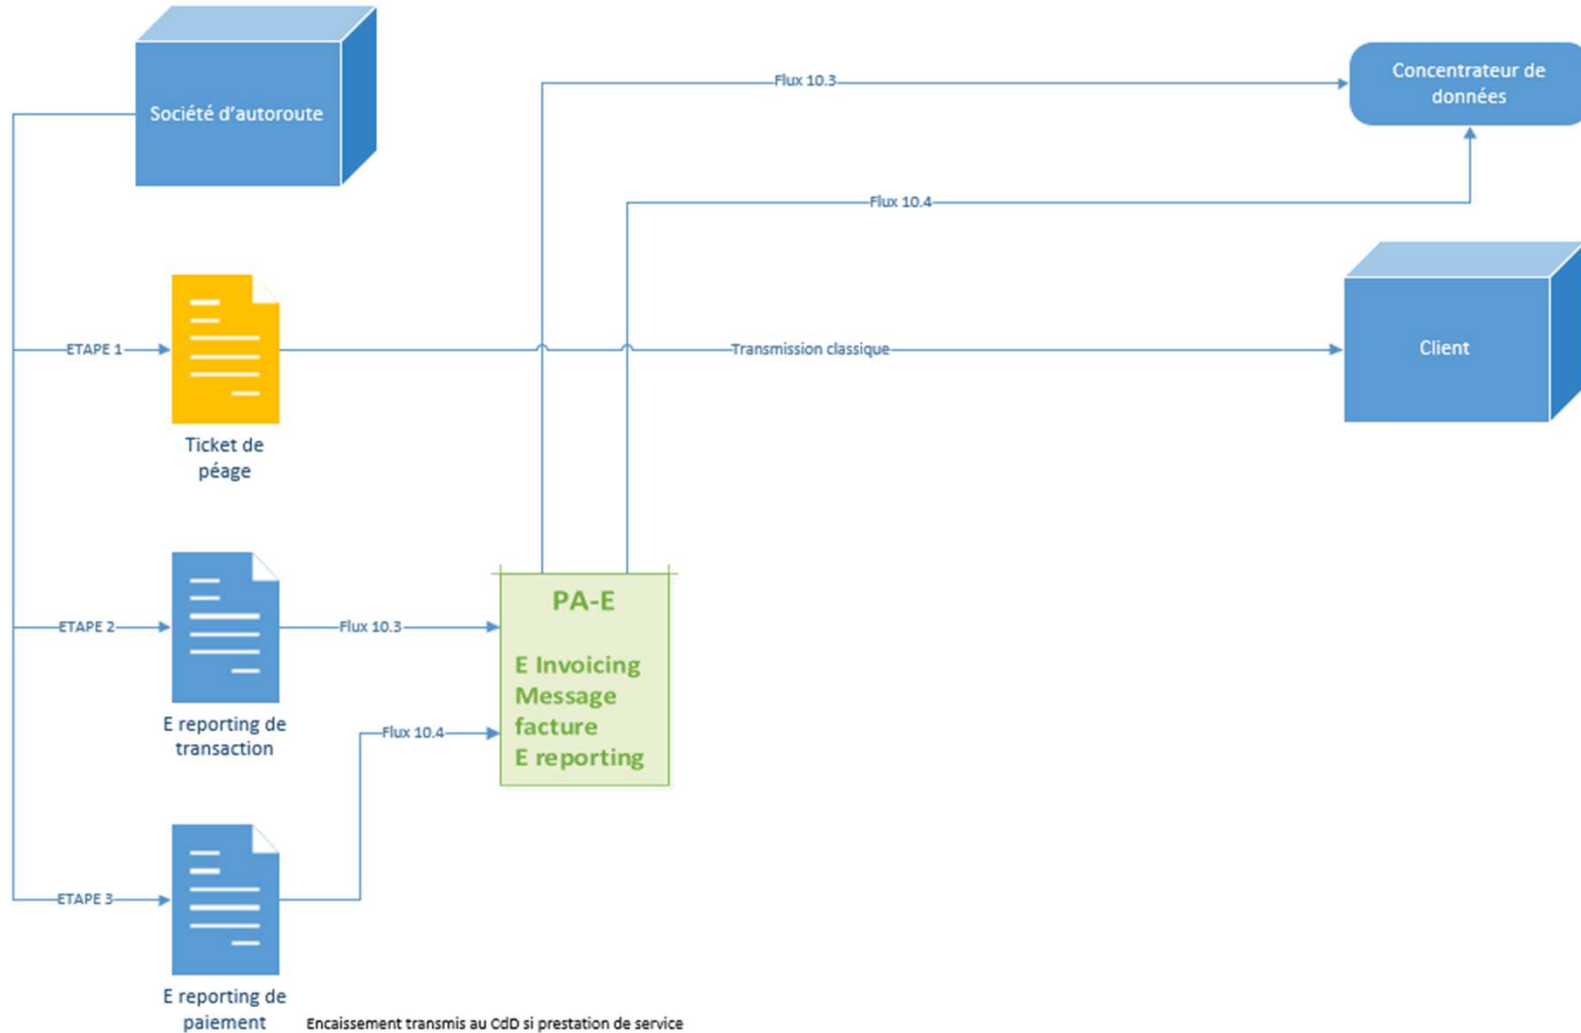 Société d'autoroute
Flux 10.3
Concentrateur de
données
Flux 10.4
ETAPE 1
Transmission classique
Client
Ticket de
péage
ETAPE 2
Flux 10.3
PA-E
E Invoicing
Message
facture
E reporting
E reporting de
transaction
Flux 10.4
ETAPE 3
E reporting de
paiement
Encaissement transmis au CdD si prestation de service